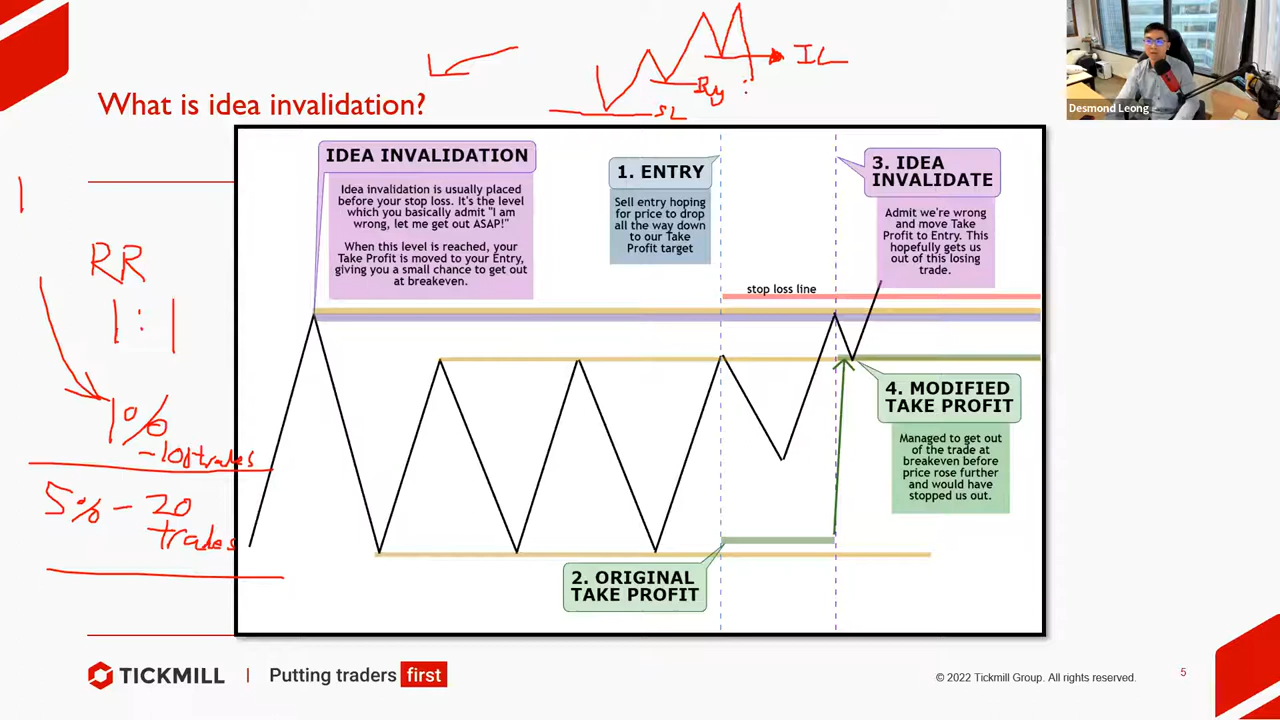 IL
By
SL
Desmond Leong
What is idea invalidation?
IDEA INVALIDATION
Idea invalidation is usually placed
before your stop loss. It's the level
which you basically admit "I am
wrong, let me get out ASAP!"
When this level is reached, your
Take Profit is moved to your Entry,
giving you a small chance to get out
at breakeven.
1. ENTRY
Sell entry hoping
for price to drop
all the way down
to our Take
Profit target
3. IDEA
INVALIDATE
Admit we're wrong
and move Take
Profit to Entry. This
hopefully gets us
out of this losing
trade.
stop loss line
RR
1:1
1%
5% - 20
trades
4. MODIFIED
TAKE PROFIT
Managed to get out
of the trade at
breakeven before
price rose further
and would have
stopped us out.
2. ORIGINAL
TAKE PROFIT
TICKMILL
Putting traders first
© 2022 Tickmill Group. All rights reserved.
5